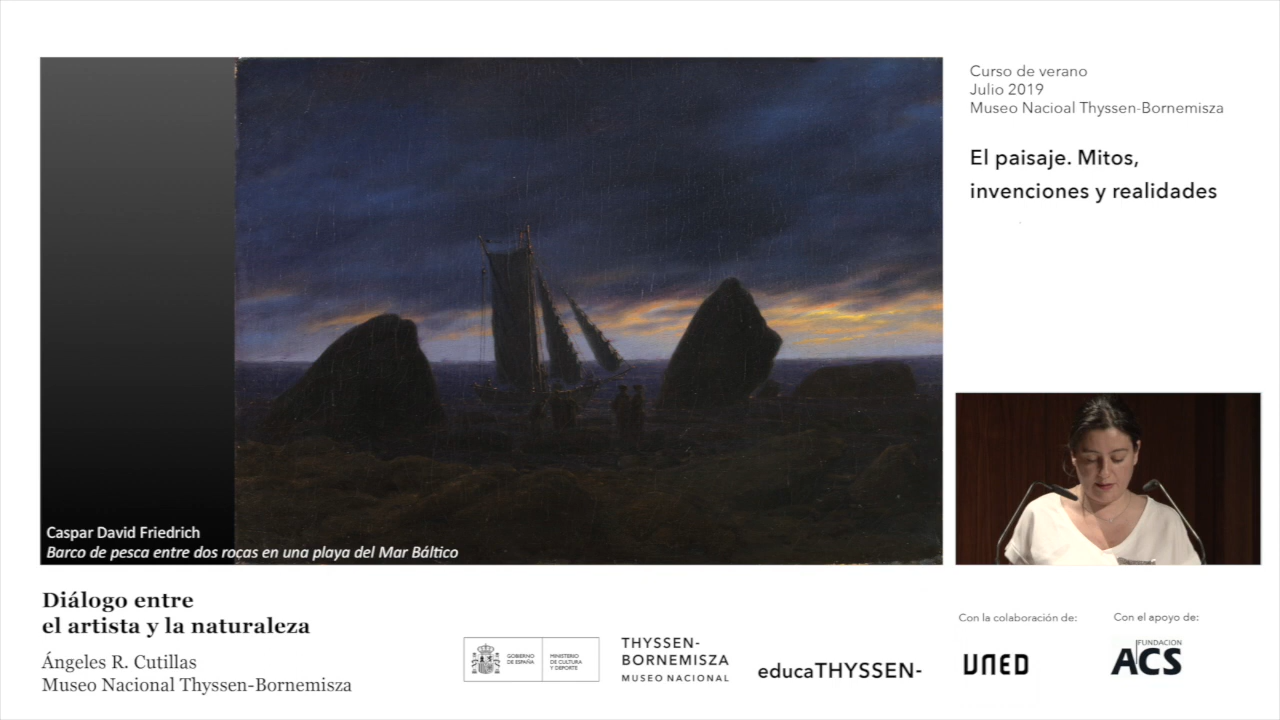 Curso de verano
Julio 2019
Museo Nacioal Thyssen-Bornemisza
El paisaje. Mitos,
invenciones y realidades
Caspar David Friedrich
Barco de pesca entre dos rocas en una playa del Mar Báltico
Diálogo entre
el artista y la naturaleza
Ángeles R. Cutillas
Museo Nacional Thyssen-Bornemisza
GOBIERNO
DE ESPAÑA
MINISTERIO
DE CULTURA
Y DEPORTE
THYSSEN-
BORNEMISZA
MUSEO NACIONAL
educaTHYSSEN-
Con la colaboración de:
UNED
Con el apoyo de:
FUNDACION
ACS